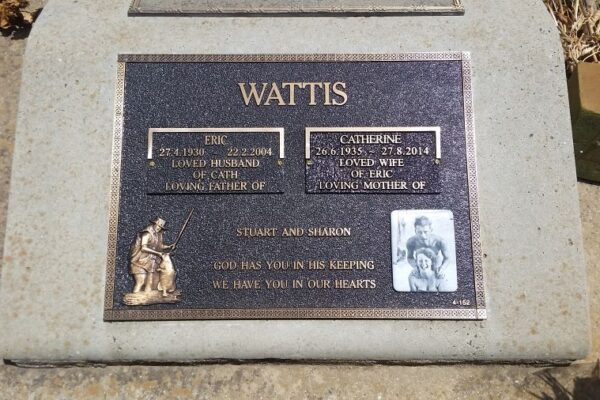 WATTIS
ERIC
27.4.1930 22.2.2004
LOVED HUSBAND
OF CATH
LOVING FATHER OF
CATHERINE
26.6.1935 - 27.8.2014
LOVED WIFE
OF ERIC
LOVING MOTHER OF
STUART AND SHARON
GOD HAS YOU IN HIS KEEPING
WE HAVE YOU IN OUR HEARTS
4-152